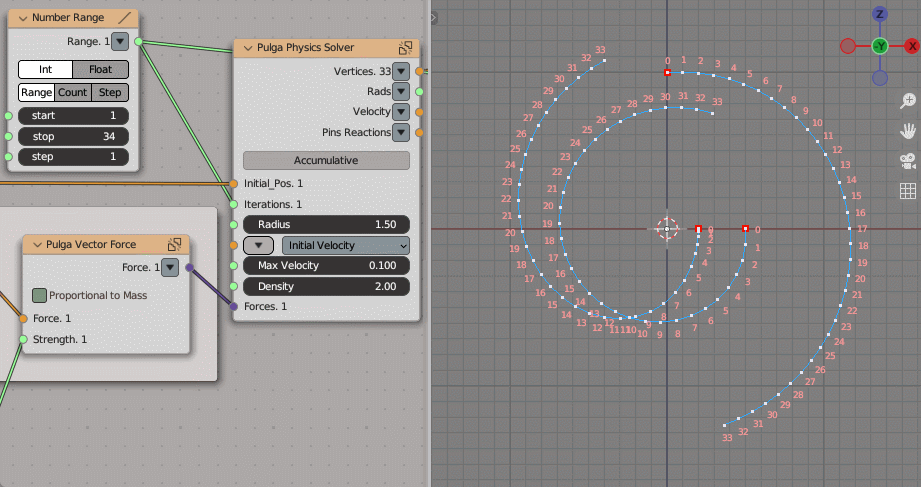 Number Range
Range. 1
Int Float
Range Count Step
start 1
stop 34
step 1
Pulga Physics Solver
Vertices. 33
Rads
Velocity
Pins Reactions
Accumulative
Initial_Pos. 1
Iterations. 1
Radius 1.50
Initial Velocity
Max Velocity 0.100
Density 2.00
Forces. 1
Pulga Vector Force
Force. 1
Proportional to Mass
Force. 1
Strength. 1
Z
-Y
X
0 1 2 3 4 5 6 7 8 9 10 11 12 13 14 15 16 17 18 19 20 21 22 23 24 25 26 27 28 29 30 31 32 33
0 1 2 3 4 5 6 7 8 9 10 11 12 13 14 15 16 17 18 19 20 21 22 23 24 25 26 27 28 29 30 31 32 33
2 3 4 5 6 7 8 9 10 11 12 13 14 15 16 17 18 19 20 21 22 23 24 25 26 27 28 29 30 31 32 33